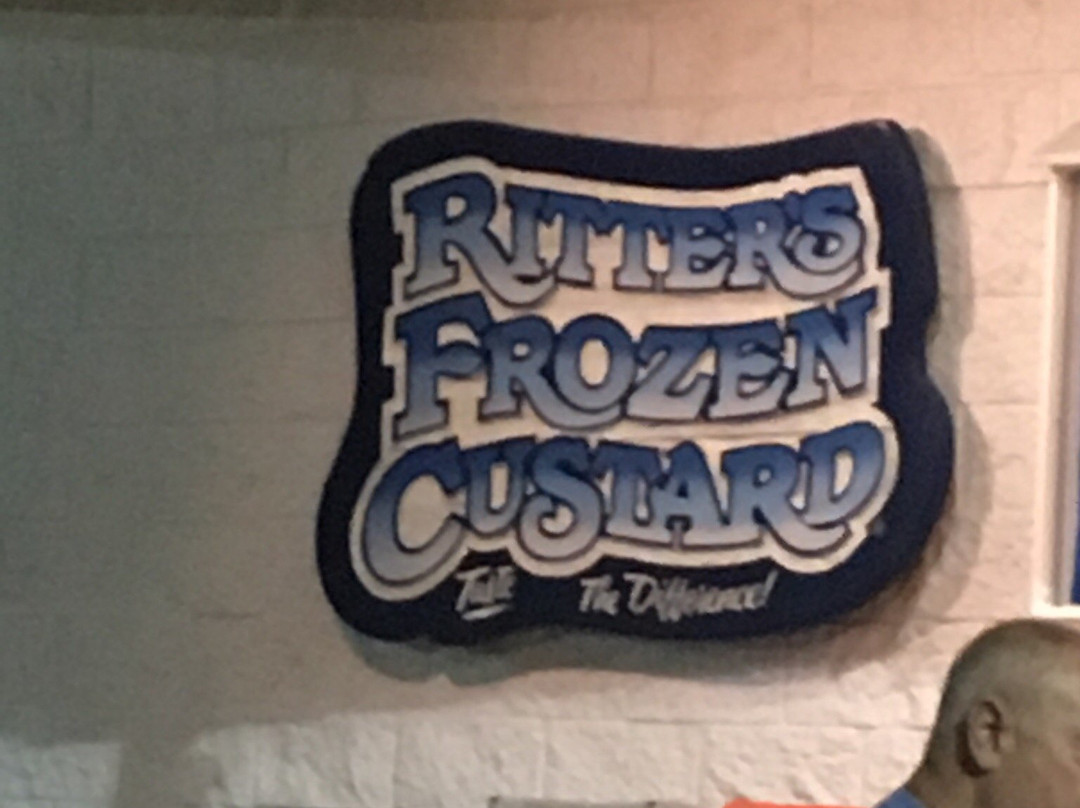 RITTER'S
FROZEN
CUSTARD
Taste The Difference!